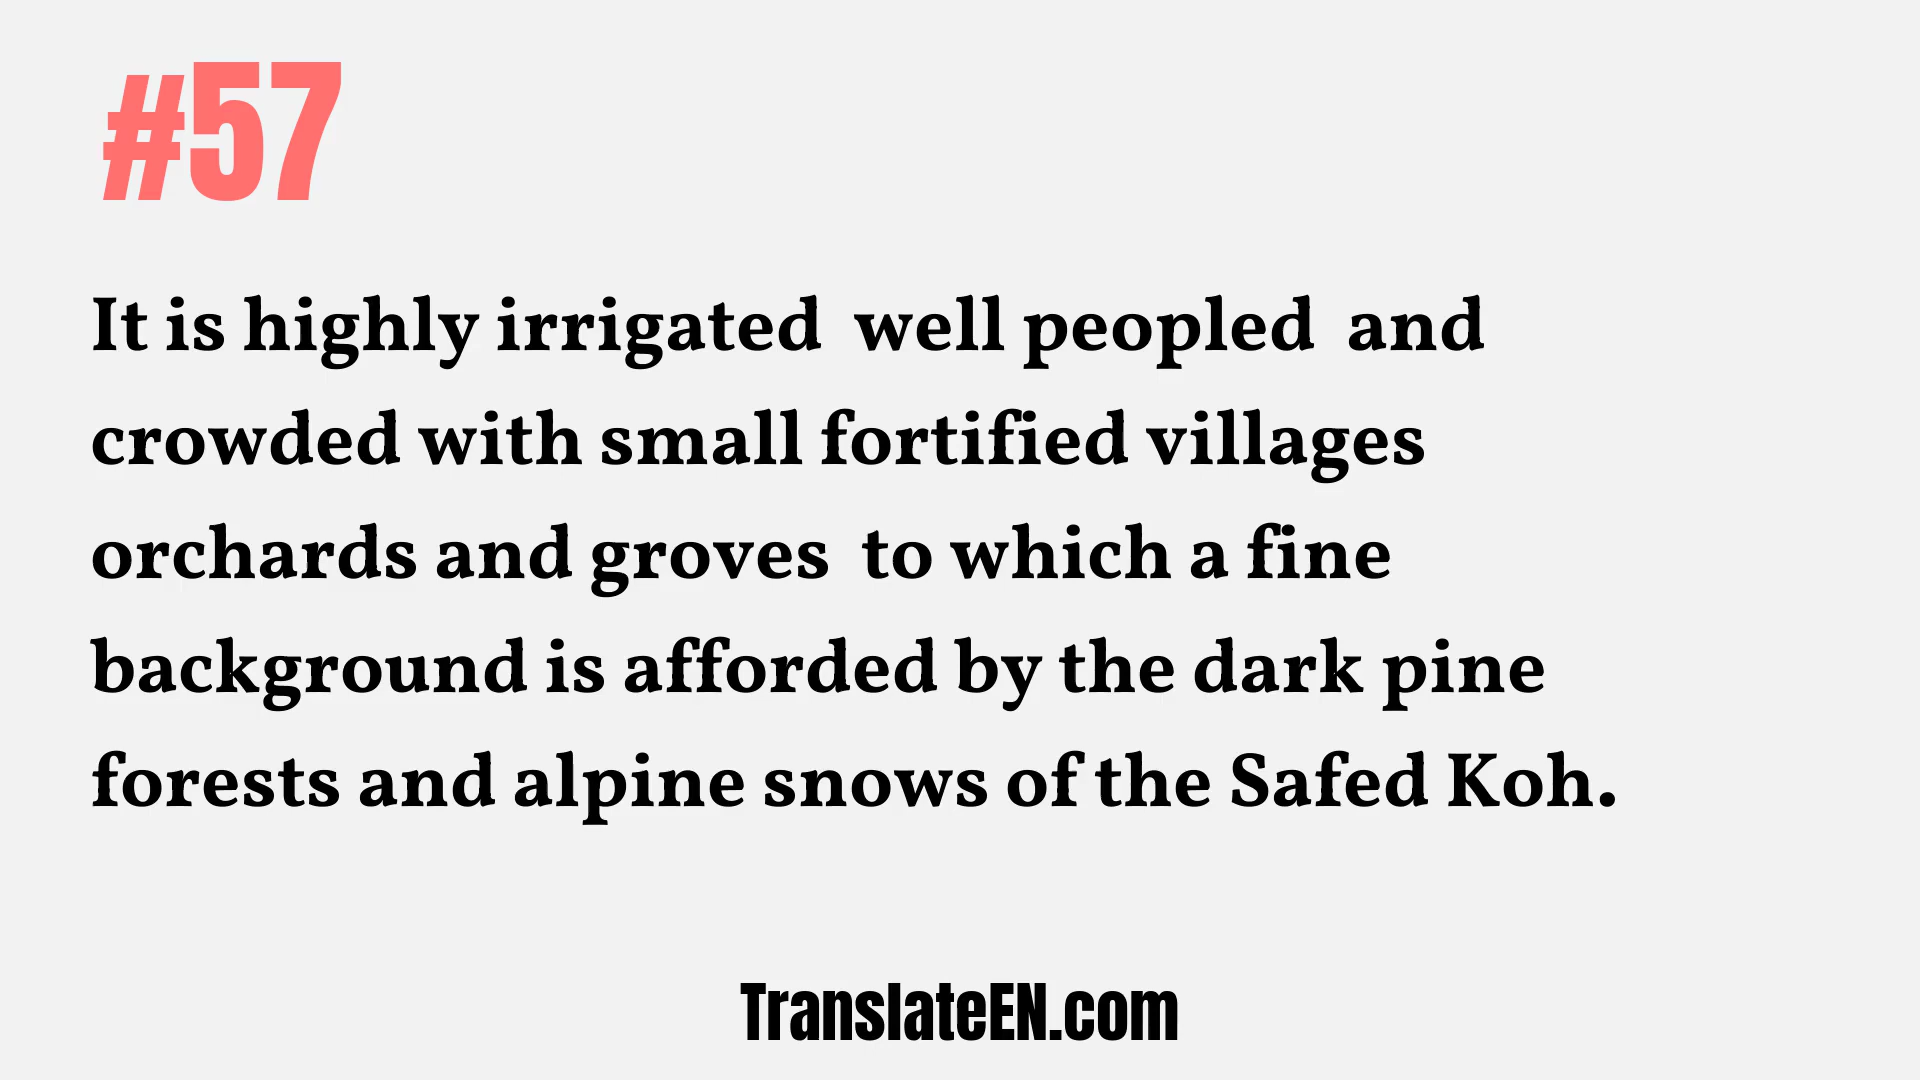 #57
It is highly irrigated  well peopled  and
crowded with small fortified villages
orchards and groves  to which a fine
background is afforded by the dark pine
forests and alpine snows of the Safed Koh.
TranslateEN.com